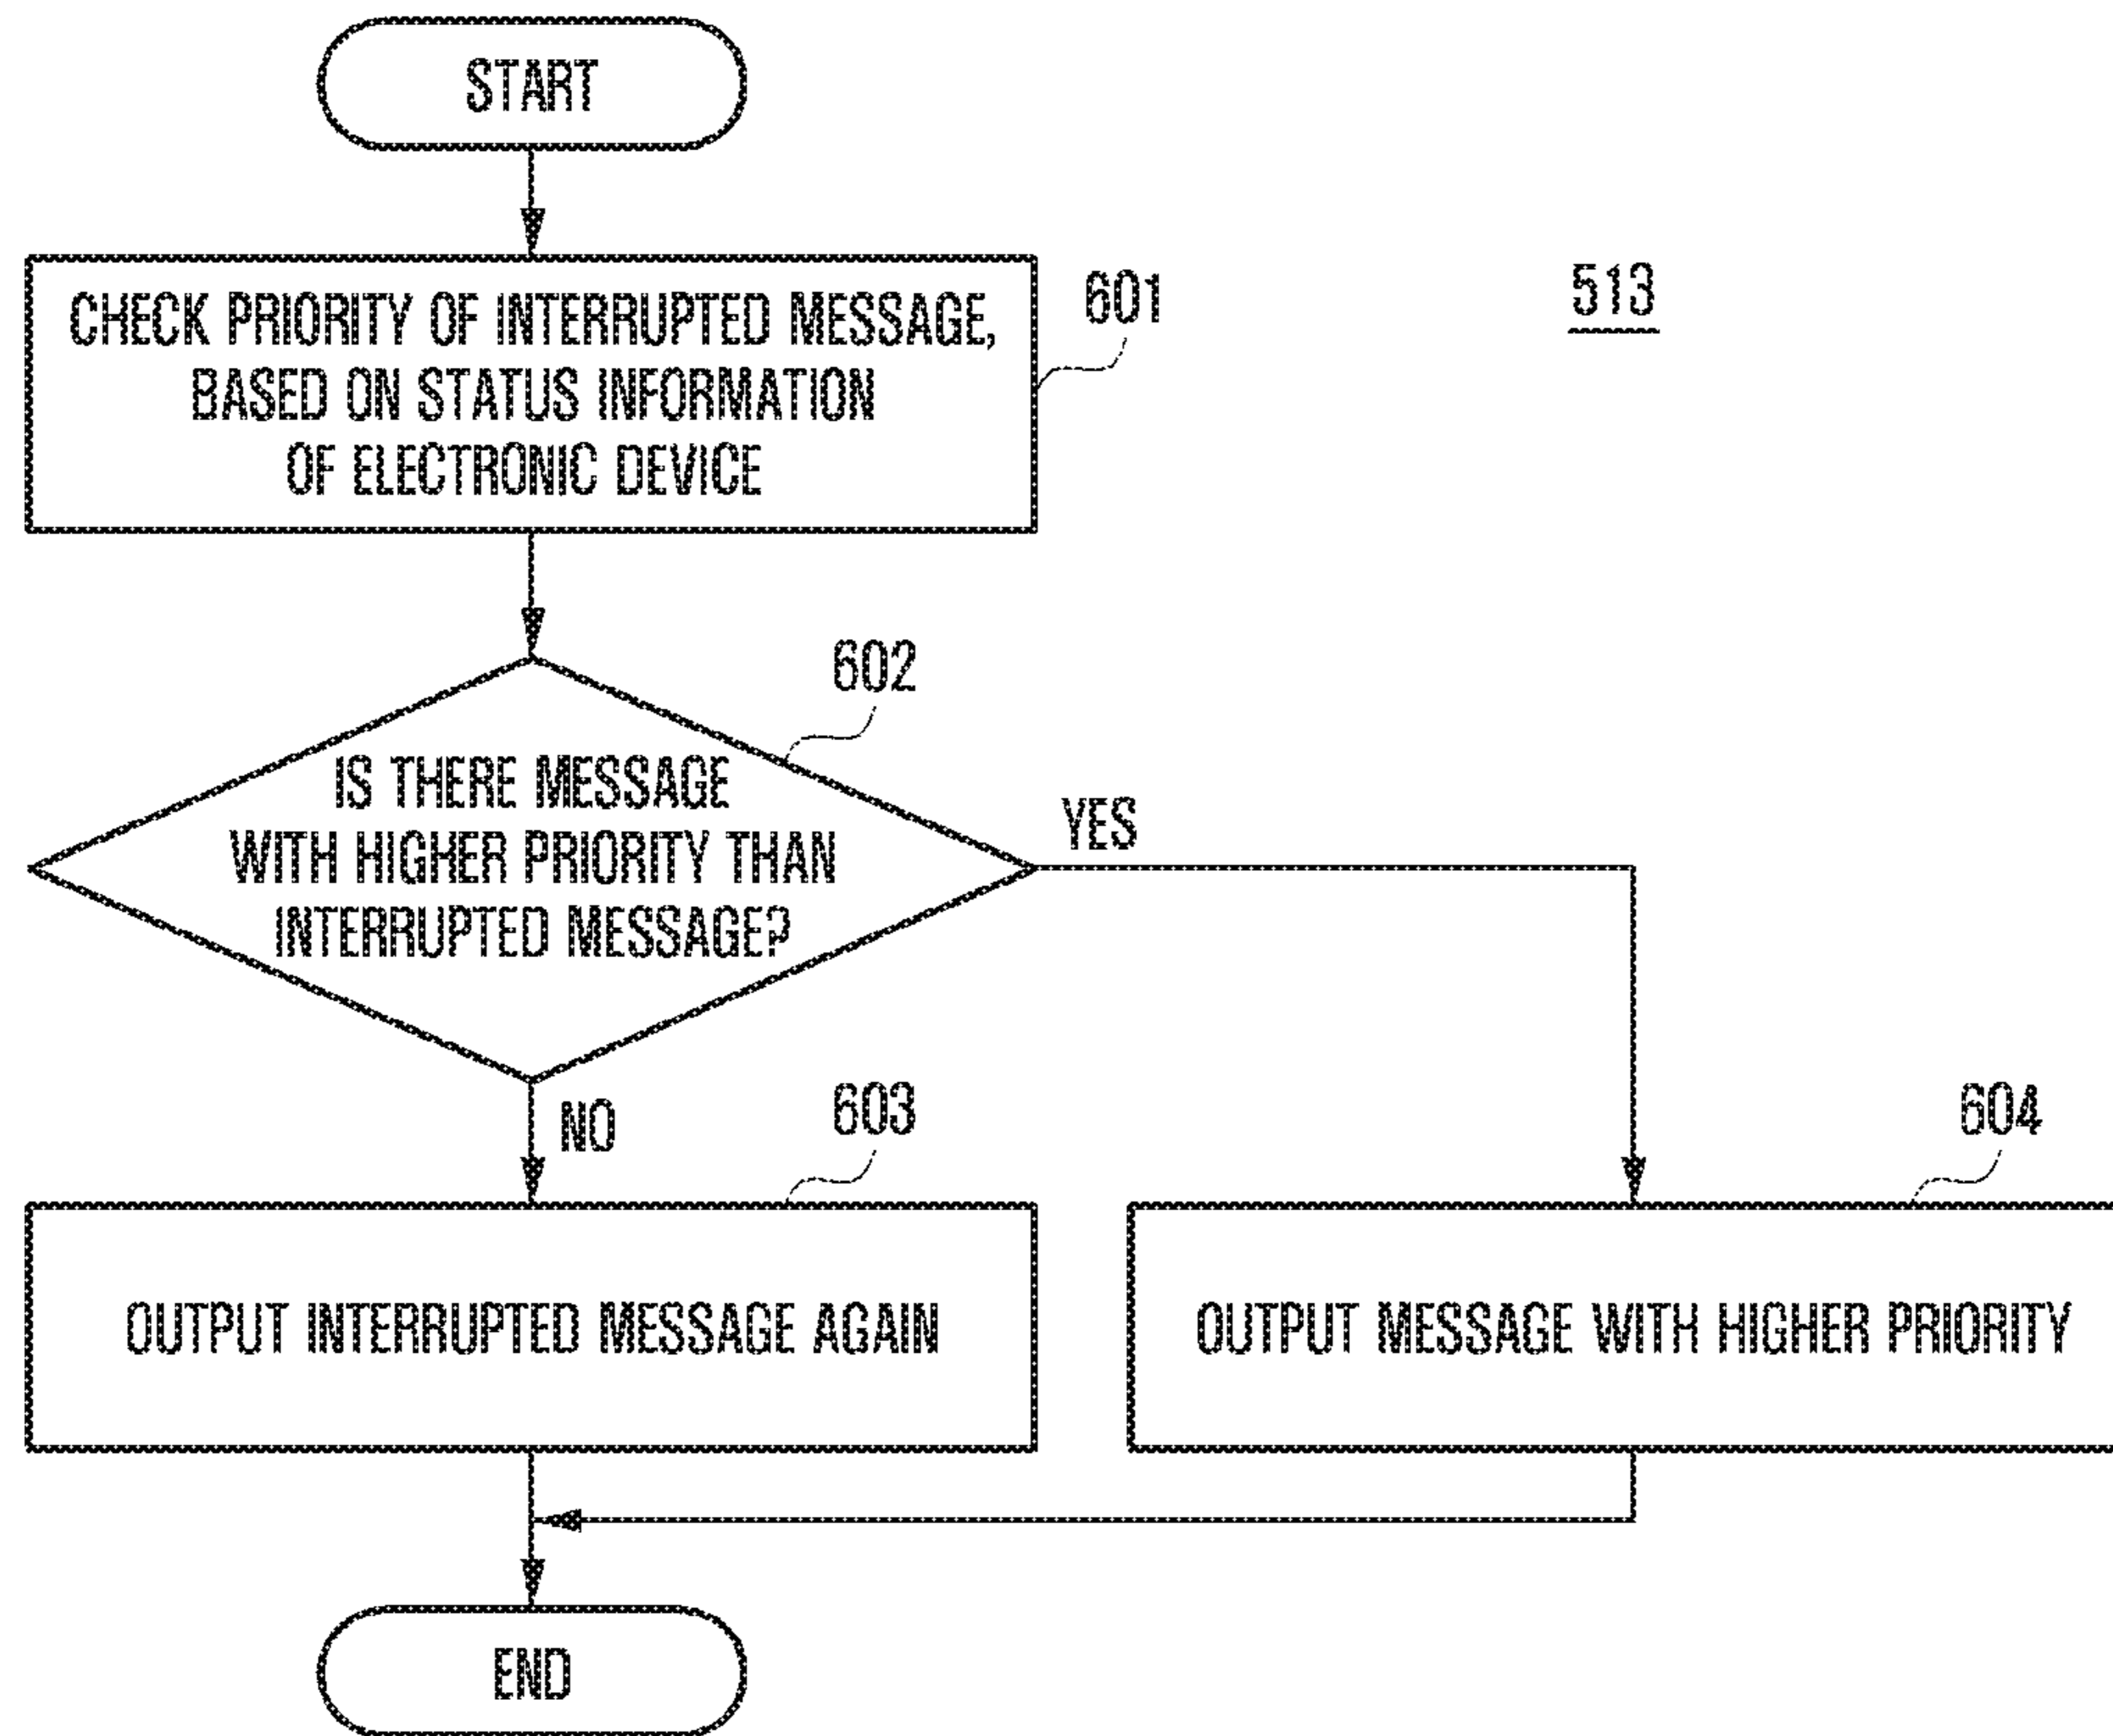 START
CHECK PRIORITY OF INTERRUPTED MESSAGE,
BASED ON STATUS INFORMATION
OF ELECTRONIC DEVICE
601
513
602
IS THERE MESSAGE
WITH HIGHER PRIORITY THAN
INTERRUPTED MESSAGE?
YES
NO
603
604
OUTPUT INTERRUPTED MESSAGE AGAIN
OUTPUT MESSAGE WITH HIGHER PRIORITY
END